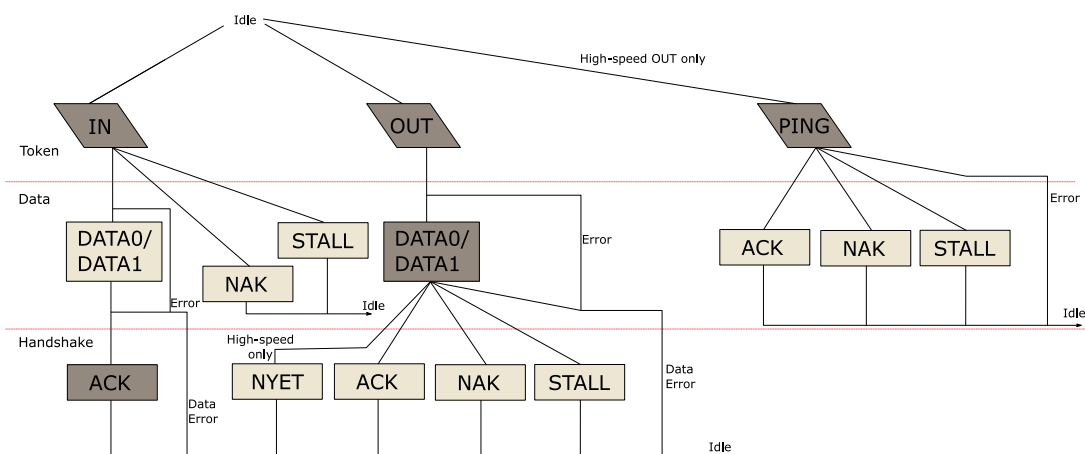 Idle
High-speed OUT only
IN
OUT
PING
Token
Data
Error
DATA0/
DATA1
STALL
DATA0/
DATA1
Error
ACK
NAK
STALL
NAK
Error
Idle
Idle
Handshake
High-speed
only
ACK
NYET
ACK
NAK
STALL
Data
Error
Data
Error
Idle